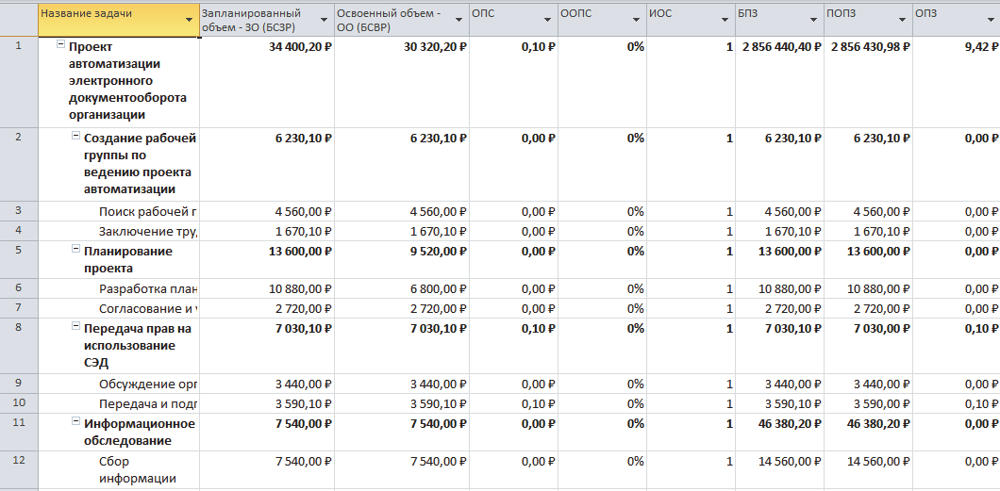 Название задачи Запланированный объем - ЗО (БСЗР) Освоенный объем - ОО (БСВР) ОПС ООПС ИОС БПЗ ПОПЗ ОПЗ
1 Проект автоматизации электронного документооборота организации 34 400,20 ₽ 30 320,20 ₽ 0,10 ₽ 0% 1 2 856 440,40 ₽ 2 856 430,98 ₽ 9,42 ₽
2 Создание рабочей группы по ведению проекта автоматизации 6 230,10 ₽ 6 230,10 ₽ 0,00 ₽ 0% 1 6 230,10 ₽ 6 230,10 ₽ 0,00 ₽
3 Поиск рабочей г 4 560,00 ₽ 4 560,00 ₽ 0,00 ₽ 0% 1 4 560,00 ₽ 4 560,00 ₽ 0,00 ₽
4 Заключение тру, 1 670,10 ₽ 1 670,10 ₽ 0,00 ₽ 0% 1 1 670,10 ₽ 1 670,10 ₽ 0,00 ₽
5 Планирование проекта 13 600,00 ₽ 9 520,00 ₽ 0,00 ₽ 0% 1 13 600,00 ₽ 13 600,00 ₽ 0,00 ₽
6 Разработка план 10 880,00 ₽ 6 800,00 ₽ 0,00 ₽ 0% 1 10 880,00 ₽ 10 880,00 ₽ 0,00 ₽
7 Согласование и 2 720,00 ₽ 2 720,00 ₽ 0,00 ₽ 0% 1 2 720,00 ₽ 2 720,00 ₽ 0,00 ₽
8 Передача прав на использование СЭД 7 030,10 ₽ 7 030,10 ₽ 0,10 ₽ 0% 1 7 030,10 ₽ 7 030,00 ₽ 0,10 ₽
9 Обсуждение орг 3 440,00 ₽ 3 440,00 ₽ 0,00 ₽ 0% 1 3 440,00 ₽ 3 440,00 ₽ 0,00 ₽
10 Передача и подг 3 590,10 ₽ 3 590,10 ₽ 0,10 ₽ 0% 1 3 590,10 ₽ 3 590,00 ₽ 0,10 ₽
11 Информационное обследование 7 540,00 ₽ 7 540,00 ₽ 0,00 ₽ 0% 1 46 380,20 ₽ 46 380,20 ₽ 0,00 ₽
12 Сбор информации 7 540,00 ₽ 7 540,00 ₽ 0,00 ₽ 0% 1 14 560,00 ₽ 14 560,00 ₽ 0,00 ₽